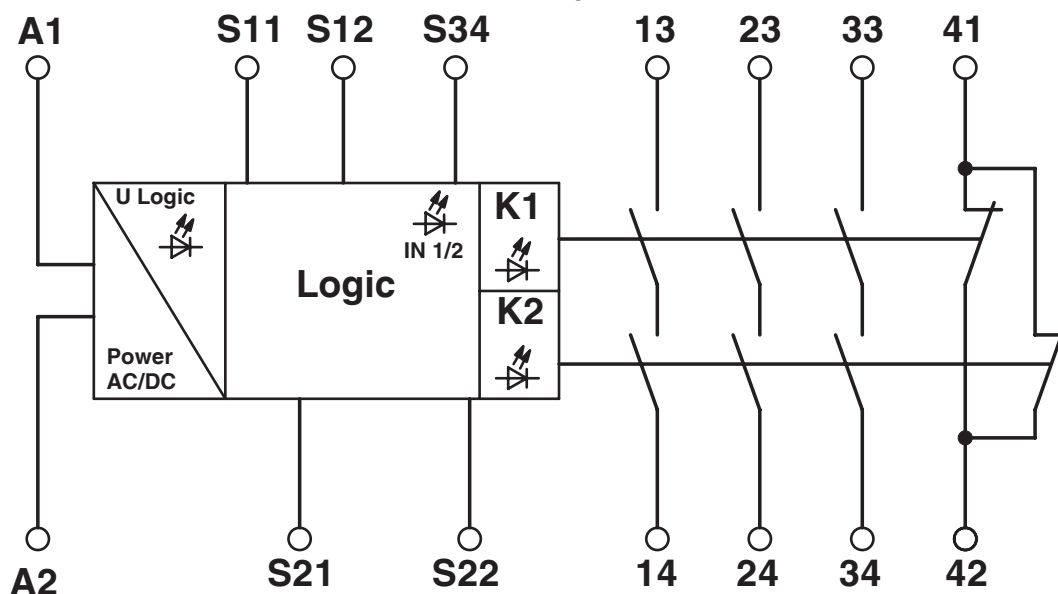 A1 S11 S12 S34 13 23 33 41
U Logic
K1
IN 1/2
Logic
K2
Power
AC/DC
A2 S21 S22 14 24 34 42